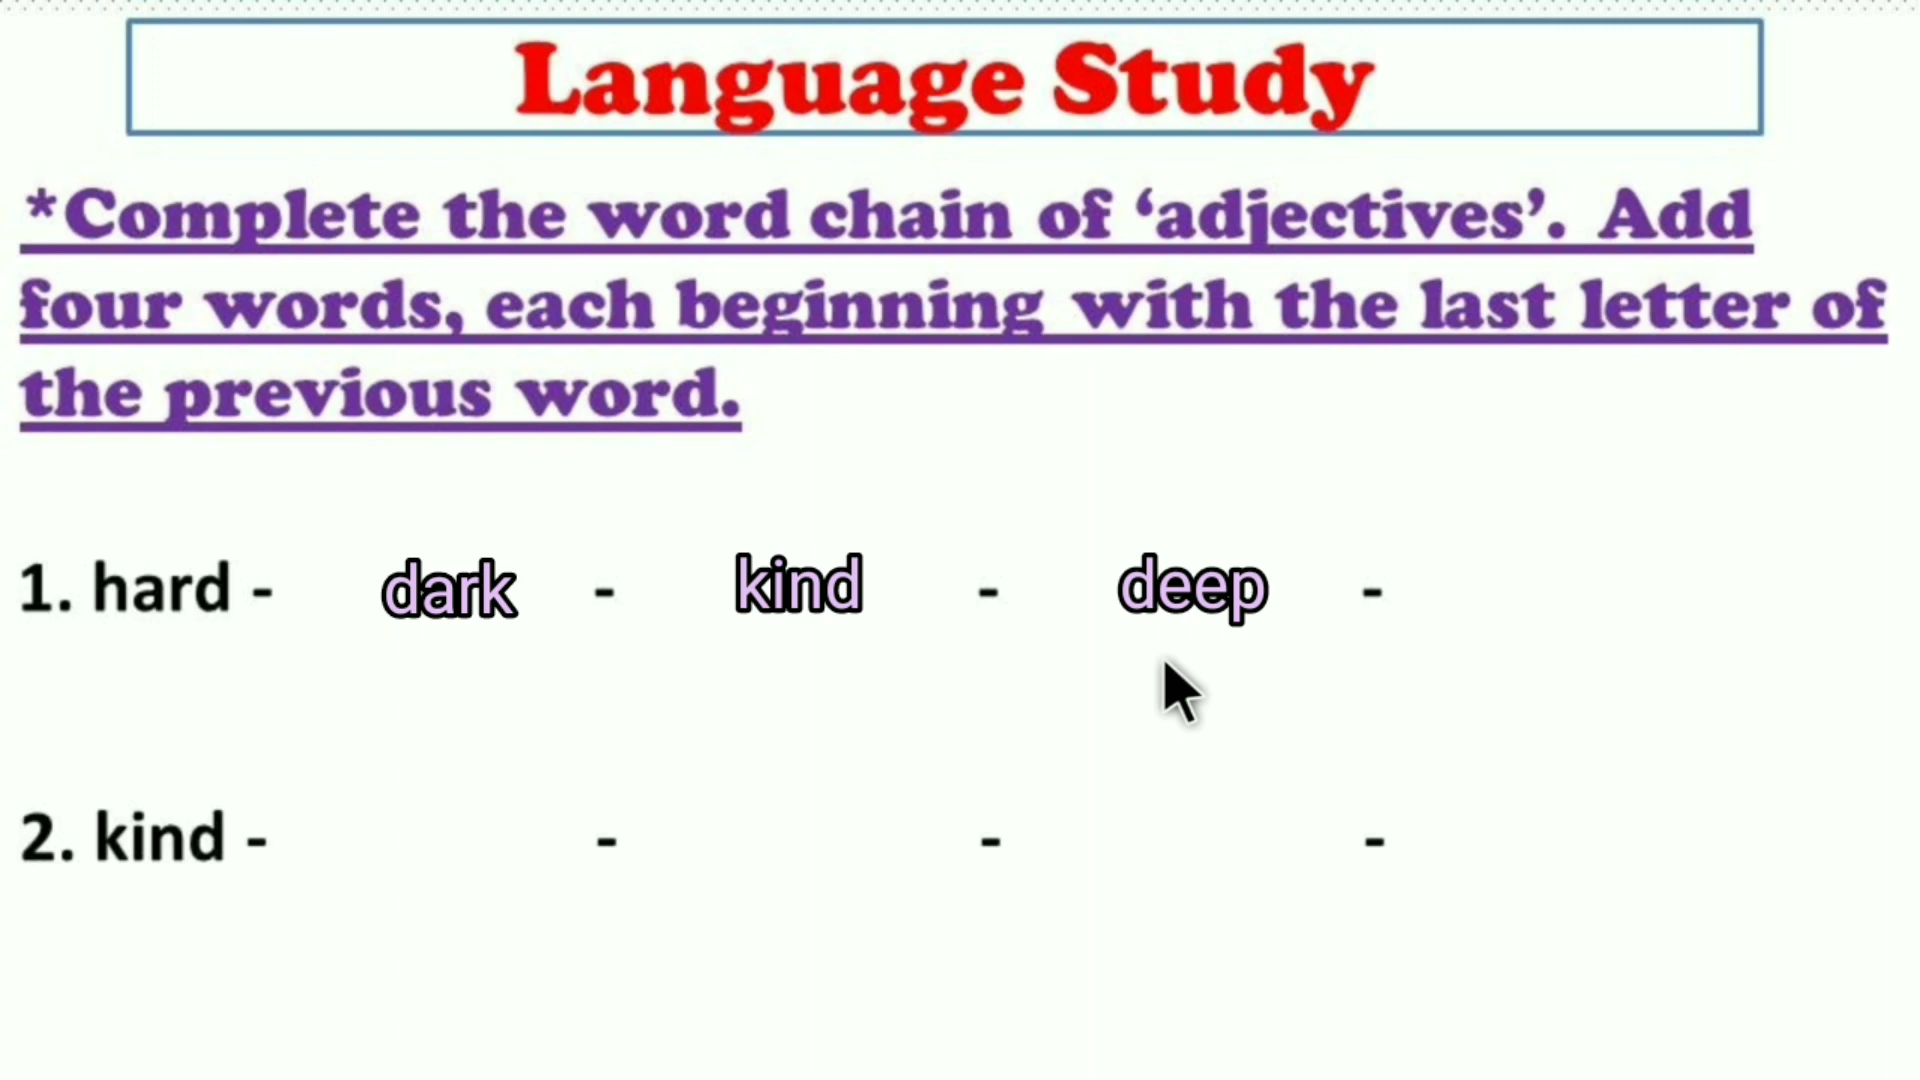 Language Study
*Complete the word chain of ‘adjectives’. Add
four words, each beginning with the last letter of
the previous word.
1. hard - dark - kind - deep -
2. kind - - - -